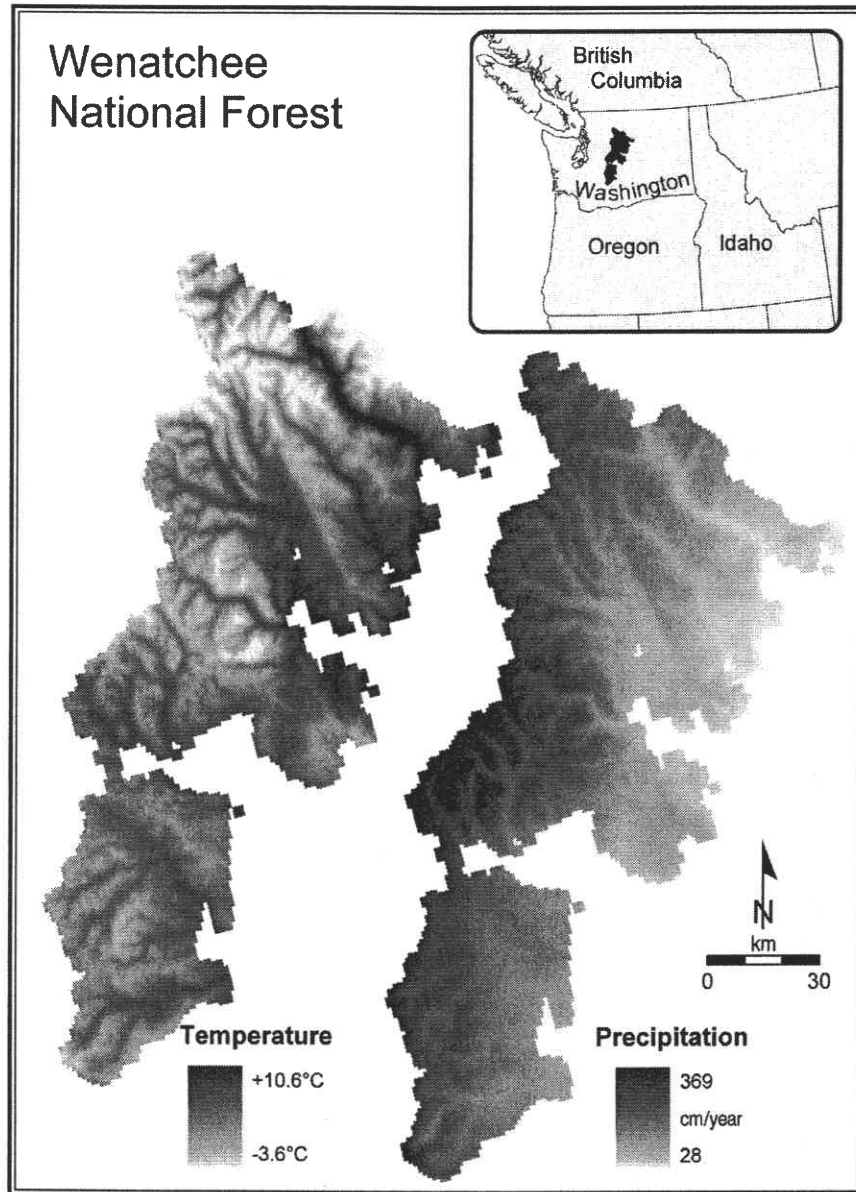 Wenatchee
National Forest
British
Columbia
Washington
Oregon
Idaho
N
km
0
30
Temperature
+10.6°C
-3.6°C
Precipitation
369
cm/year
28